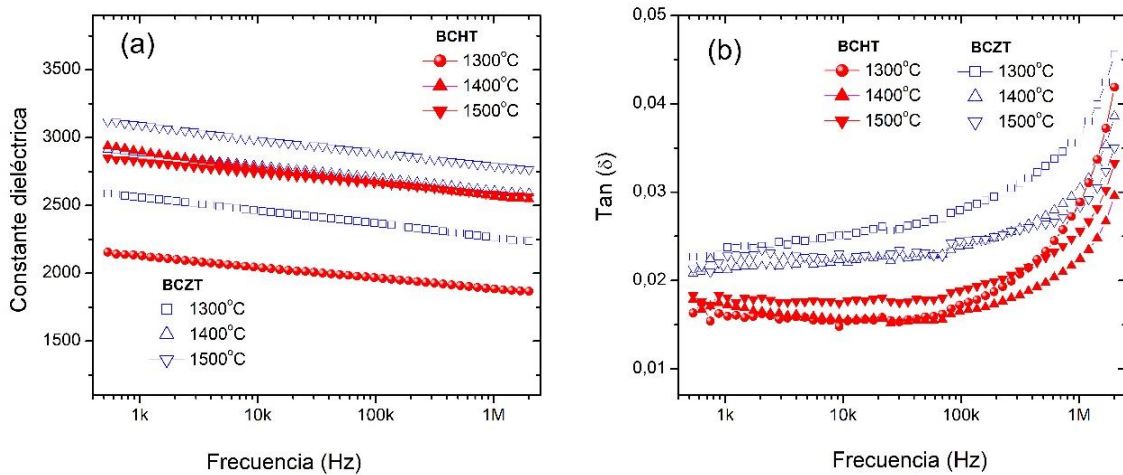 (a)
BCHT
1300°C
1400°C
1500°C
3500
3000
2500
2000
1500
Constante dieléctrica
BCZT
1300°C
1400°C
1500°C
1k
10k
100k
1M
Frecuencia (Hz)
(b)
BCHT
1300°C
1400°C
1500°C
BCZT
1300°C
1400°C
1500°C
0,05
0,04
0,03
0,02
0,01
Tan (δ)
1k
10k
100k
1M
Frecuencia (Hz)